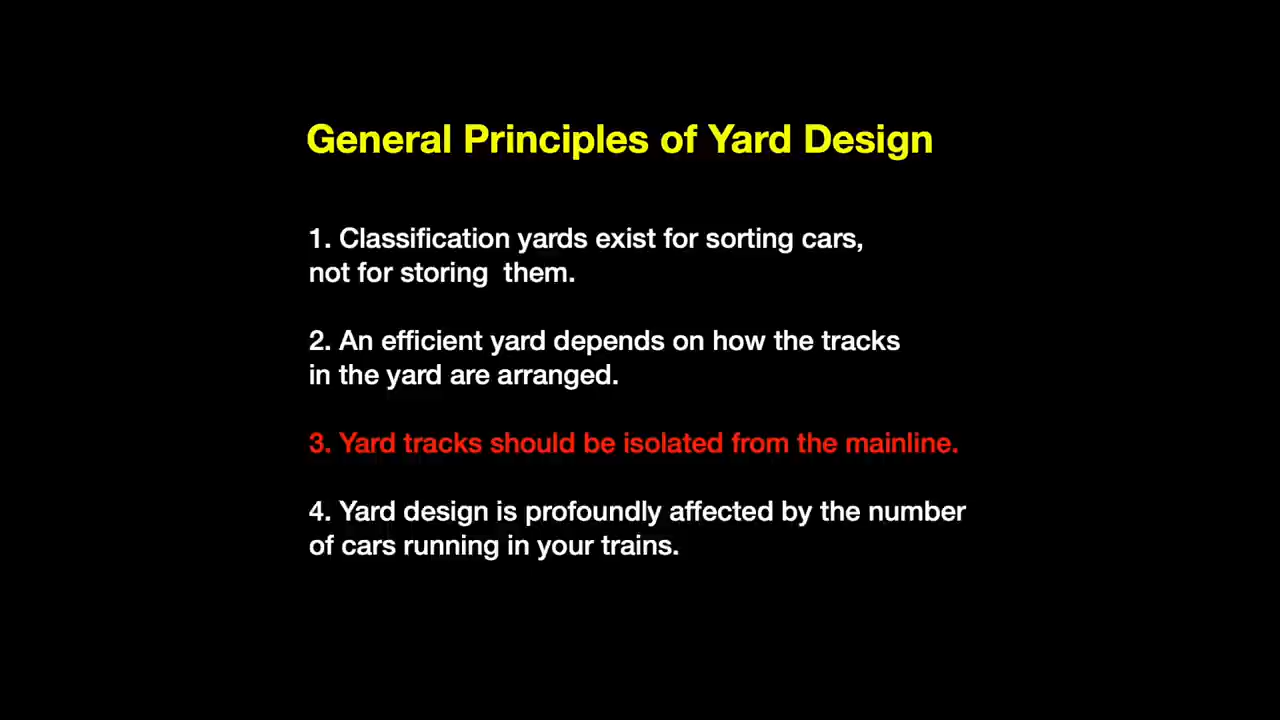 General Principles of Yard Design
1. Classification yards exist for sorting cars,
not for storing  them.
2. An efficient yard depends on how the tracks
in the yard are arranged.
3. Yard tracks should be isolated from the mainline.
4. Yard design is profoundly affected by the number
of cars running in your trains.